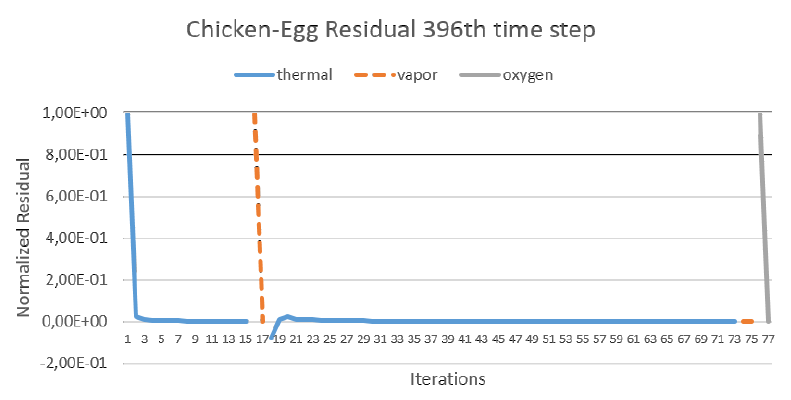 Chicken-Egg Residual 396th time step
thermal vapor oxygen
1,00E+00
8,00E-01
6,00E-01
4,00E-01
2,00E-01
0,00E+00
-2,00E-01
Normalized Residual
1 3 5 7 9 11 13 15 17 19 21 23 25 27 29 31 33 35 37 39 41 43 45 47 49 51 53 55 57 59 61 63 65 67 69 71 73 75 77
Iterations